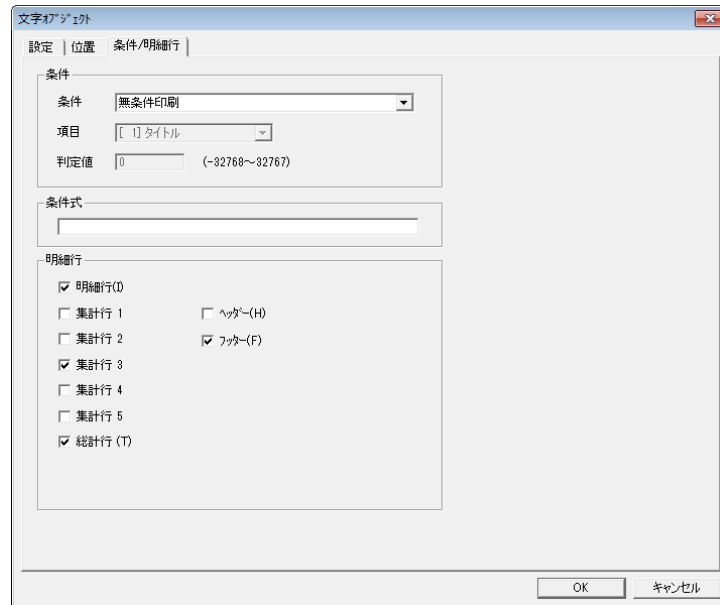 文字ｵﾌﾞｼﾞｪｸﾄ
設定 位置 条件/明細行
条件
条件 無条件印刷
項目 [ 1] タイトル
判定値 0 (-32768～32767)
条件式
明細行
明細行(I)
集計行 1 ヘッダー(H)
集計行 2 フッター(F)
集計行 3
集計行 4
集計行 5
総計行 (T)
OK キャンセル